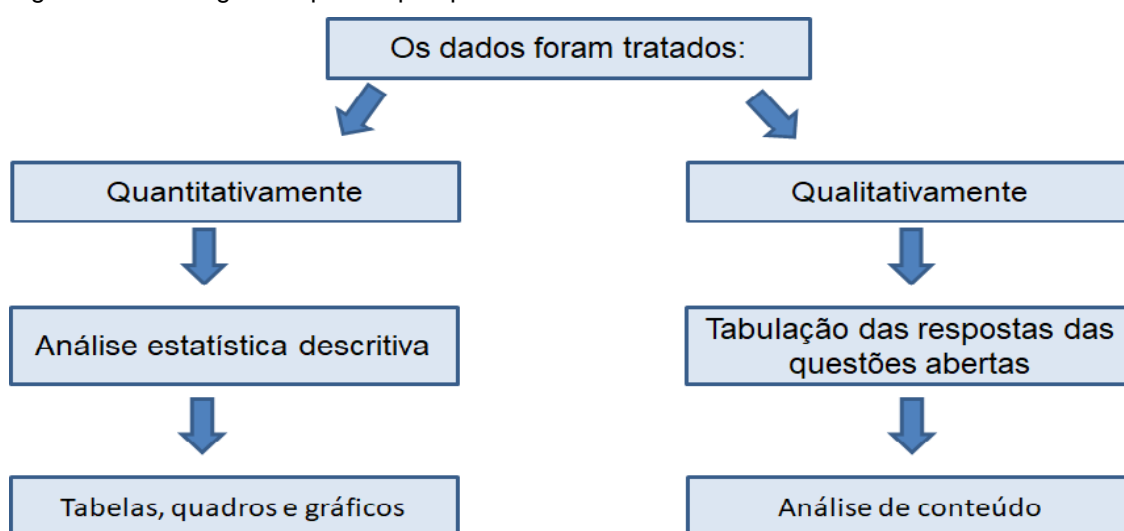 Os dados foram tratados:
Quantitativamente
Qualitativamente
Análise estatística descritiva
Tabulação das respostas das
questões abertas
Tabelas, quadros e gráficos
Análise de conteúdo